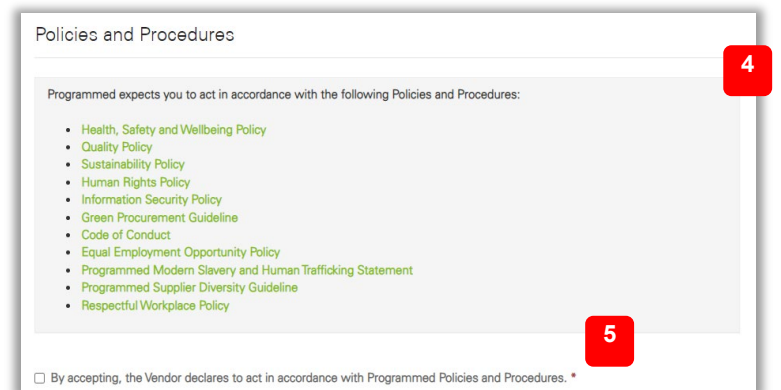 Policies and Procedures
4
Programmed expects you to act in accordance with the following Policies and Procedures:
• Health, Safety and Wellbeing Policy
• Quality Policy
• Sustainability Policy
• Human Rights Policy
• Information Security Policy
• Green Procurement Guideline
• Code of Conduct
• Equal Employment Opportunity Policy
• Programmed Modern Slavery and Human Trafficking Statement
• Programmed Supplier Diversity Guideline
• Respectful Workplace Policy
5
By accepting, the Vendor declares to act in accordance with Programmed Policies and Procedures. *